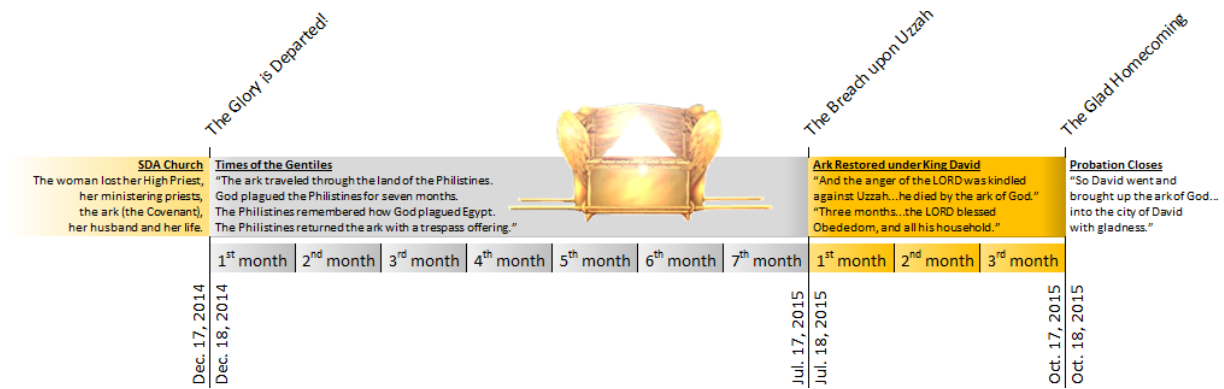 The Glory is Departed!
The Breach upon Uzzah
The Glad Homecoming
SDA Church
The woman lost her High Priest,
her ministering priests,
the ark (the Covenant),
her husband and her life.
Times of the Gentiles
“The ark traveled through the land of the Philistines.
God plagued the Philistines for seven months.
The Philistines remembered how God plagued Egypt.
The Philistines returned the ark with a trespass offering.”
Ark Restored under King David
“And the anger of the LORD was kindled
against Uzzah...he died by the ark of God.”
“Three months...the LORD blessed
Obededom, and all his household.”
Probation Closes
“So David went and
brought up the ark of God...
into the city of David
with gladness.”
1st month 2nd month 3rd month 4th month 5th month 6th month 7th month 1st month 2nd month 3rd month
Dec. 17, 2014
Dec. 18, 2014
Jul. 17, 2015
Jul. 18, 2015
Oct. 17, 2015
Oct. 18, 2015